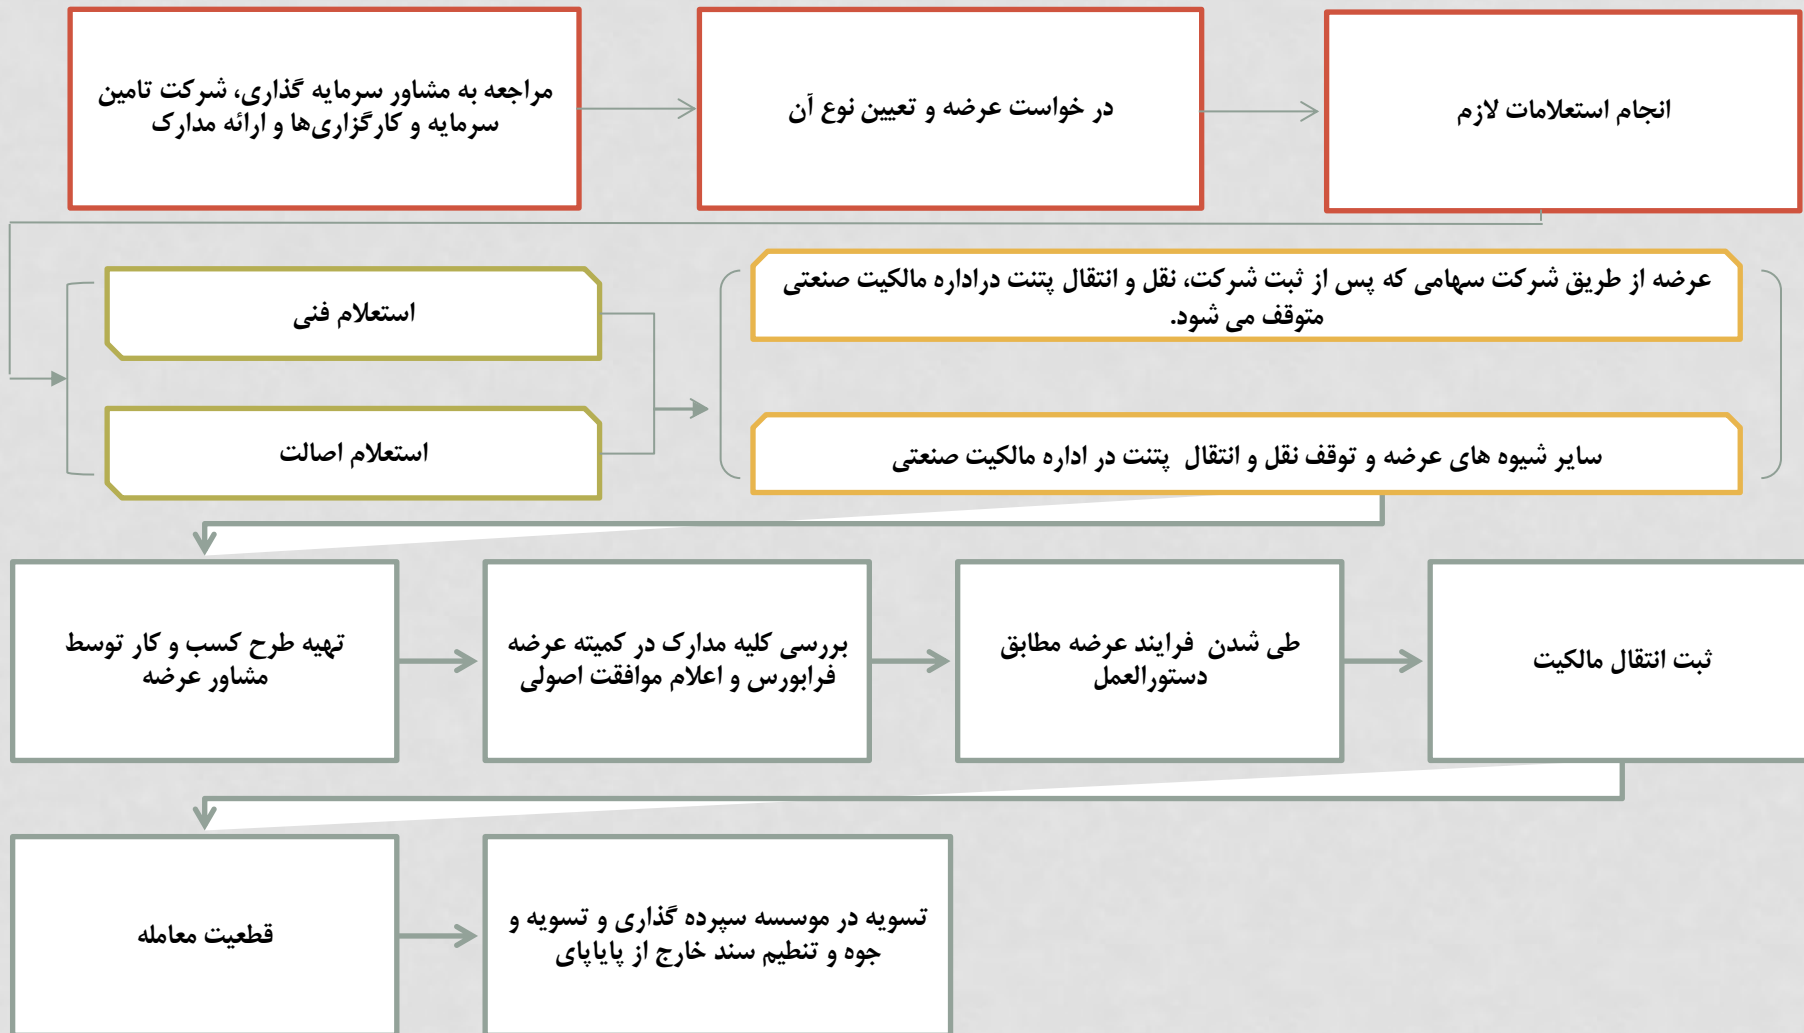 مراجعه به مشاور سرمایه گذاری، شرکت تامین
سرمایه و کارگزاری‌ها و ارائه مدارک
در خواست عرضه و تعیین نوع آن
انجام استعلامات لازم
استعلام فنی
استعلام اصالت
عرضه از طریق شرکت سهامی که پس از ثبت شرکت، نقل و انتقال پتنت دراداره مالکیت صنعتی
متوقف می شود.
سایر شیوه های عرضه و توقف نقل و انتقال پتنت در اداره مالکیت صنعتی
تهیه طرح کسب و کار توسط
مشاور عرضه
بررسی کلیه مدارک در کمیته عرضه
فرابورس و اعلام موافقت اصولی
طی شدن فرایند عرضه مطابق
دستورالعمل
ثبت انتقال مالکیت
قطعیت معامله
تسویه در موسسه سپرده گذاری و تسویه و
جوه و تنطیم سند خارج از پایاپای